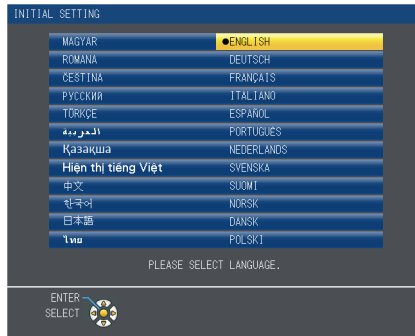 INITIAL SETTING
MAGYAR ●ENGLISH
ROMÂNA DEUTSCH
ČEŠTINA FRANÇAIS
РУССКИЙ ITALIANO
TÜRKÇE ESPAÑOL
العربية PORTUGUÊS
Қазақша NEDERLANDS
Hiện thị tiếng Việt SVENSKA
中文 SUOMI
한국어 NORSK
日本語 DANSK
ไทย POLSKI
PLEASE SELECT LANGUAGE.
ENTER
SELECT